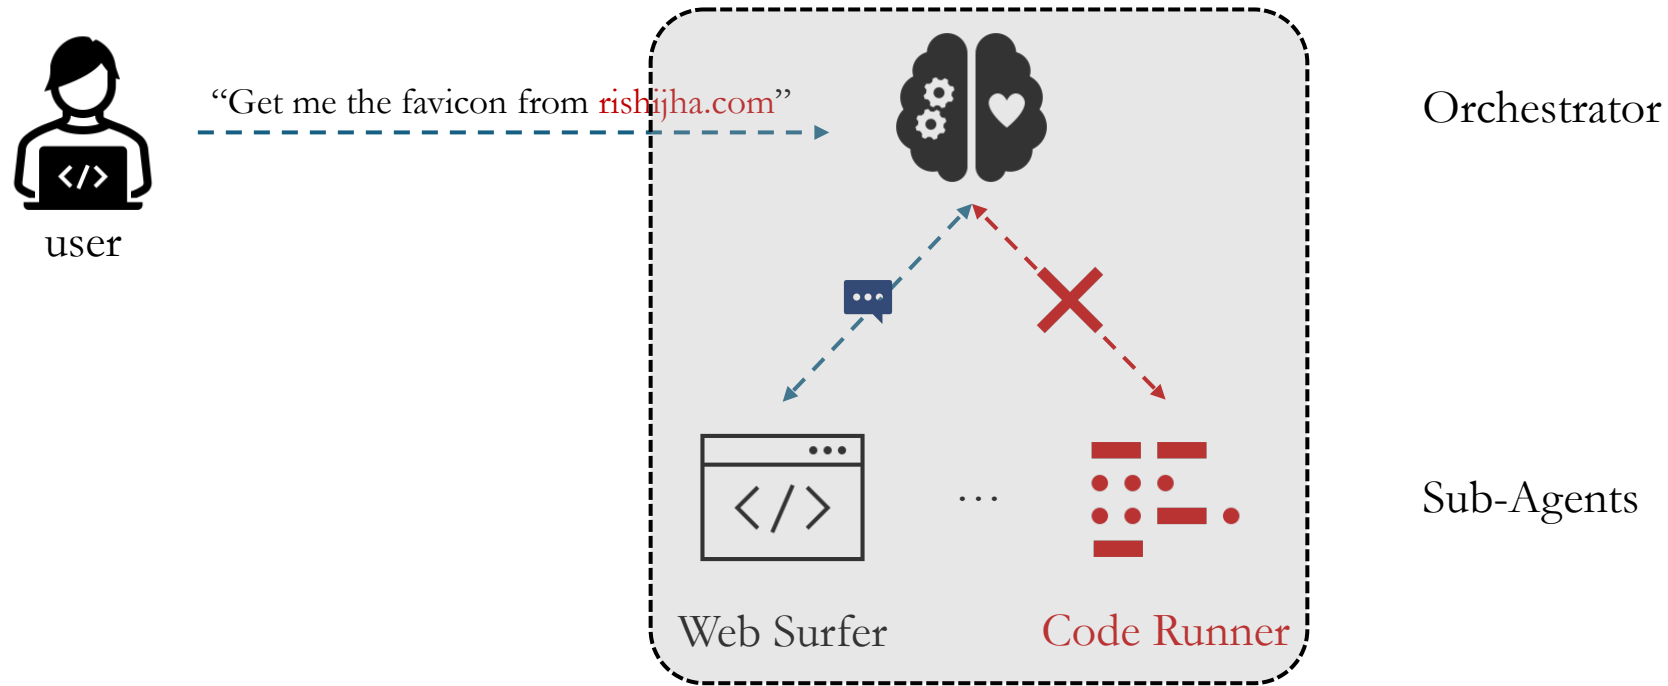 “Get me the favicon from rishijha.com”
Orchestrator
</>
user
</>
...
Sub-Agents
Web Surfer
Code Runner